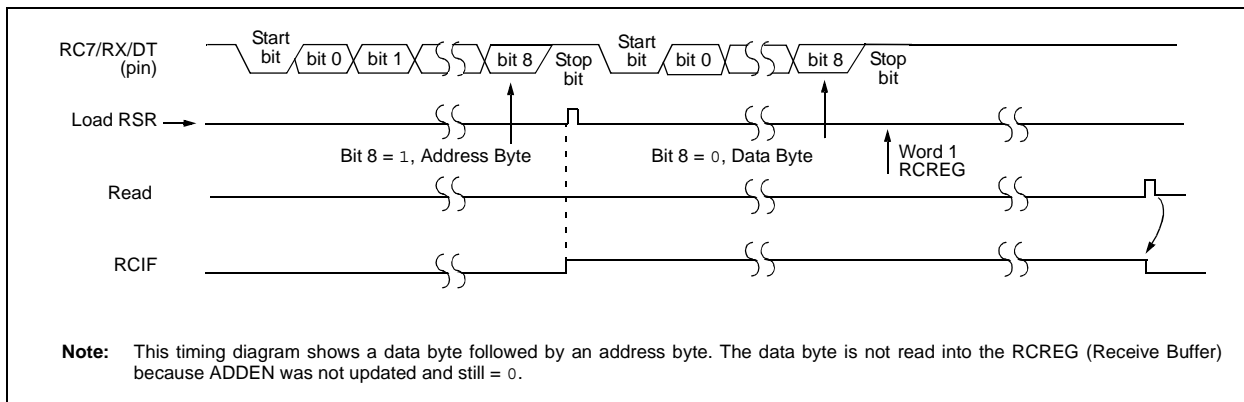 RC7/RX/DT
(pin)
Start
bit
bit 0
bit 1
bit 8
Stop
bit
Start
bit
bit 0
bit 8
Stop
bit
Load RSR
Bit 8 = 1, Address Byte
Bit 8 = 0, Data Byte
Word 1
RCREG
Read
RCIF
Note: This timing diagram shows a data byte followed by an address byte. The data byte is not read into the RCREG (Receive Buffer)
because ADDEN was not updated and still = 0.